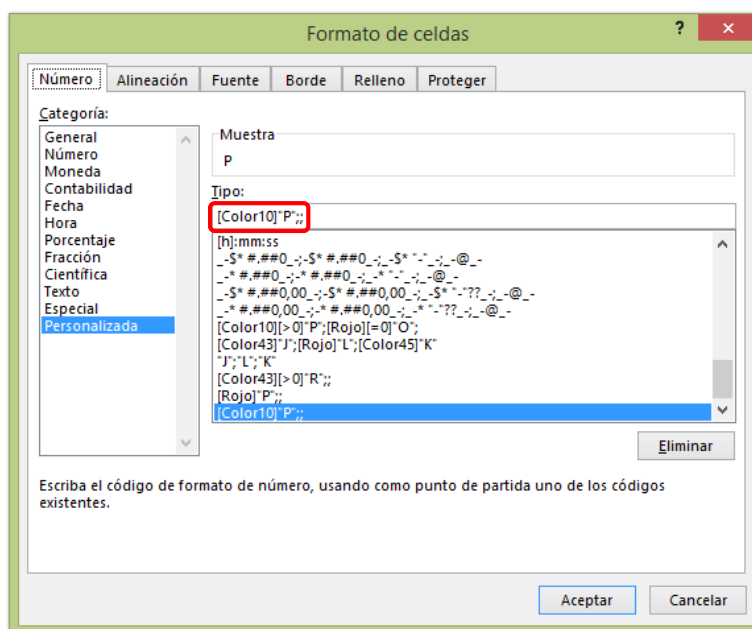 Formato de celdas
? ×
Número Alineación Fuente Borde Relleno Proteger
Categoría:
General
Número
Moneda
Contabilidad
Fecha
Hora
Porcentaje
Fracción
Científica
Texto
Especial
Personalizada
Muestra
P
Tipo:
[Color10]"P";;
[h]:mm:ss
_-$* #.##0_-;-$* #.##0_-;_-$* "-"_-;_-@_-
_-* #.##0_-;-* #.##0_-;_-* "-"_-;_-@_-
_-$* #.##0,00_-;-$* #.##0,00_-;_-$* "-"??_-;_-@_-
_-* #.##0,00_-;-* #.##0,00_-;_-* "-"??_-;_-@_-
[Color10][>0]"P";[Rojo][=0]"O";
[Color43]"J";[Rojo]"L";[Color45]"K"
"J";"L";"K"
[Color43][>0]"R";;
[Rojo]"P";;
[Color10]"P";;
Eliminar
Escriba el código de formato de número, usando como punto de partida uno de los códigos
existentes.
Aceptar Cancelar